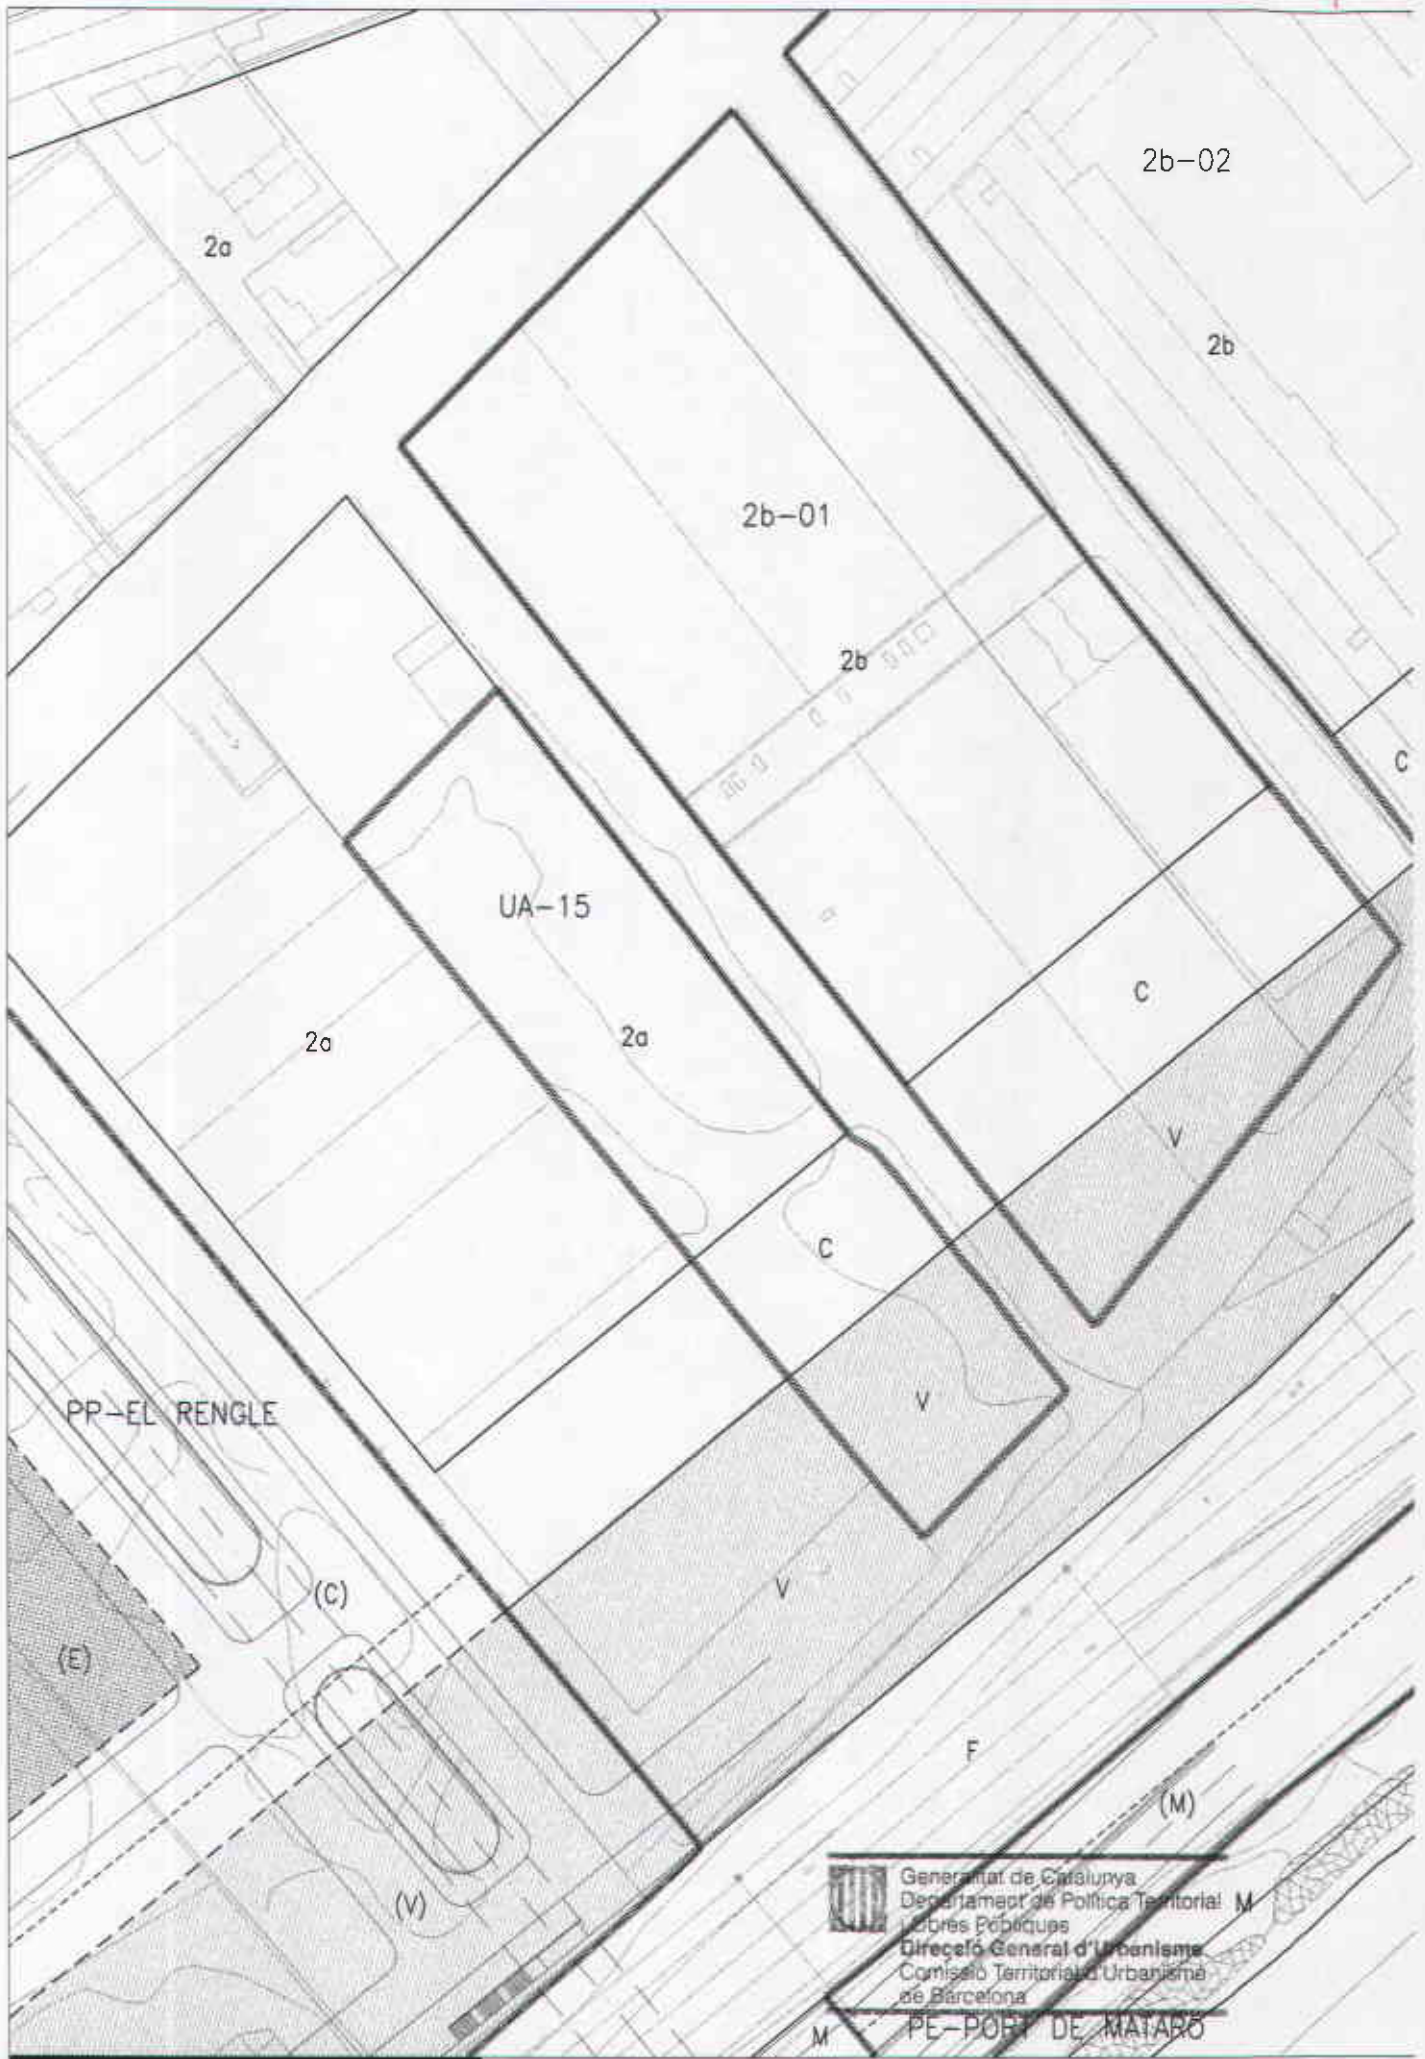 2b-02
2a
2b
2b-01
2b
C
UA-15
C
2a
2a
V
C
V
PP-EL RENGLE
V
(C)
(E)
F
(M)
(V)
Generalitat de Catalunya
Departament de Política Territorial
i Obres Públiques
M
Direcció General d'Urbanisme
Comissió Territorial d'Urbanisme
de Barcelona
M
PE-PORT DE MATARÓ